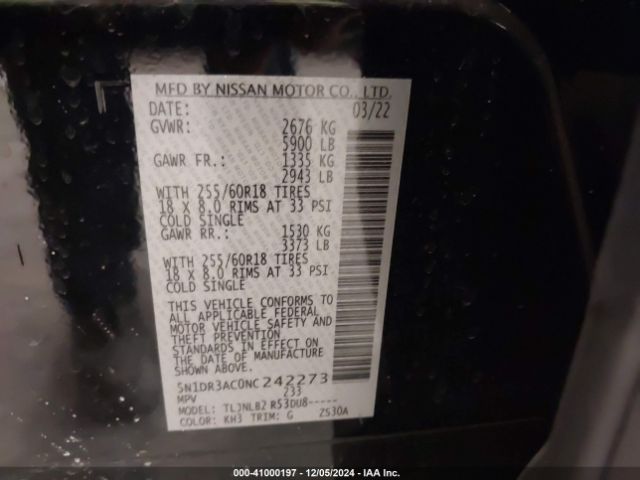 MFD BY NISSAN MOTOR CO., LTD.
DATE: 03/22
GVWR: 2676 KG
5900 LB
GAWR FR.: 1335 KG
2943 LB
WITH 255/60R18 TIRES
18 X 8.0 RIMS AT 33 PSI
COLD SINGLE
GAWR RR.: 1530 KG
3373 LB
WITH 255/60R18 TIRES
18 X 8.0 RIMS AT 33 PSI
COLD SINGLE
THIS VEHICLE CONFORMS TO
ALL APPLICABLE FEDERAL
MOTOR VEHICLE SAFETY AND
THEFT PREVENTION
STANDARDS IN EFFECT ON
THE DATE OF MANUFACTURE
SHOWN ABOVE.
5N1DR3AC0NC242273
MPV 233
MODEL: TLJNLBZ R53DU8-----
COLOR: KH3 TRIM: G ZS30A
000-41000197 - 12/05/2024 - IAA Inc.